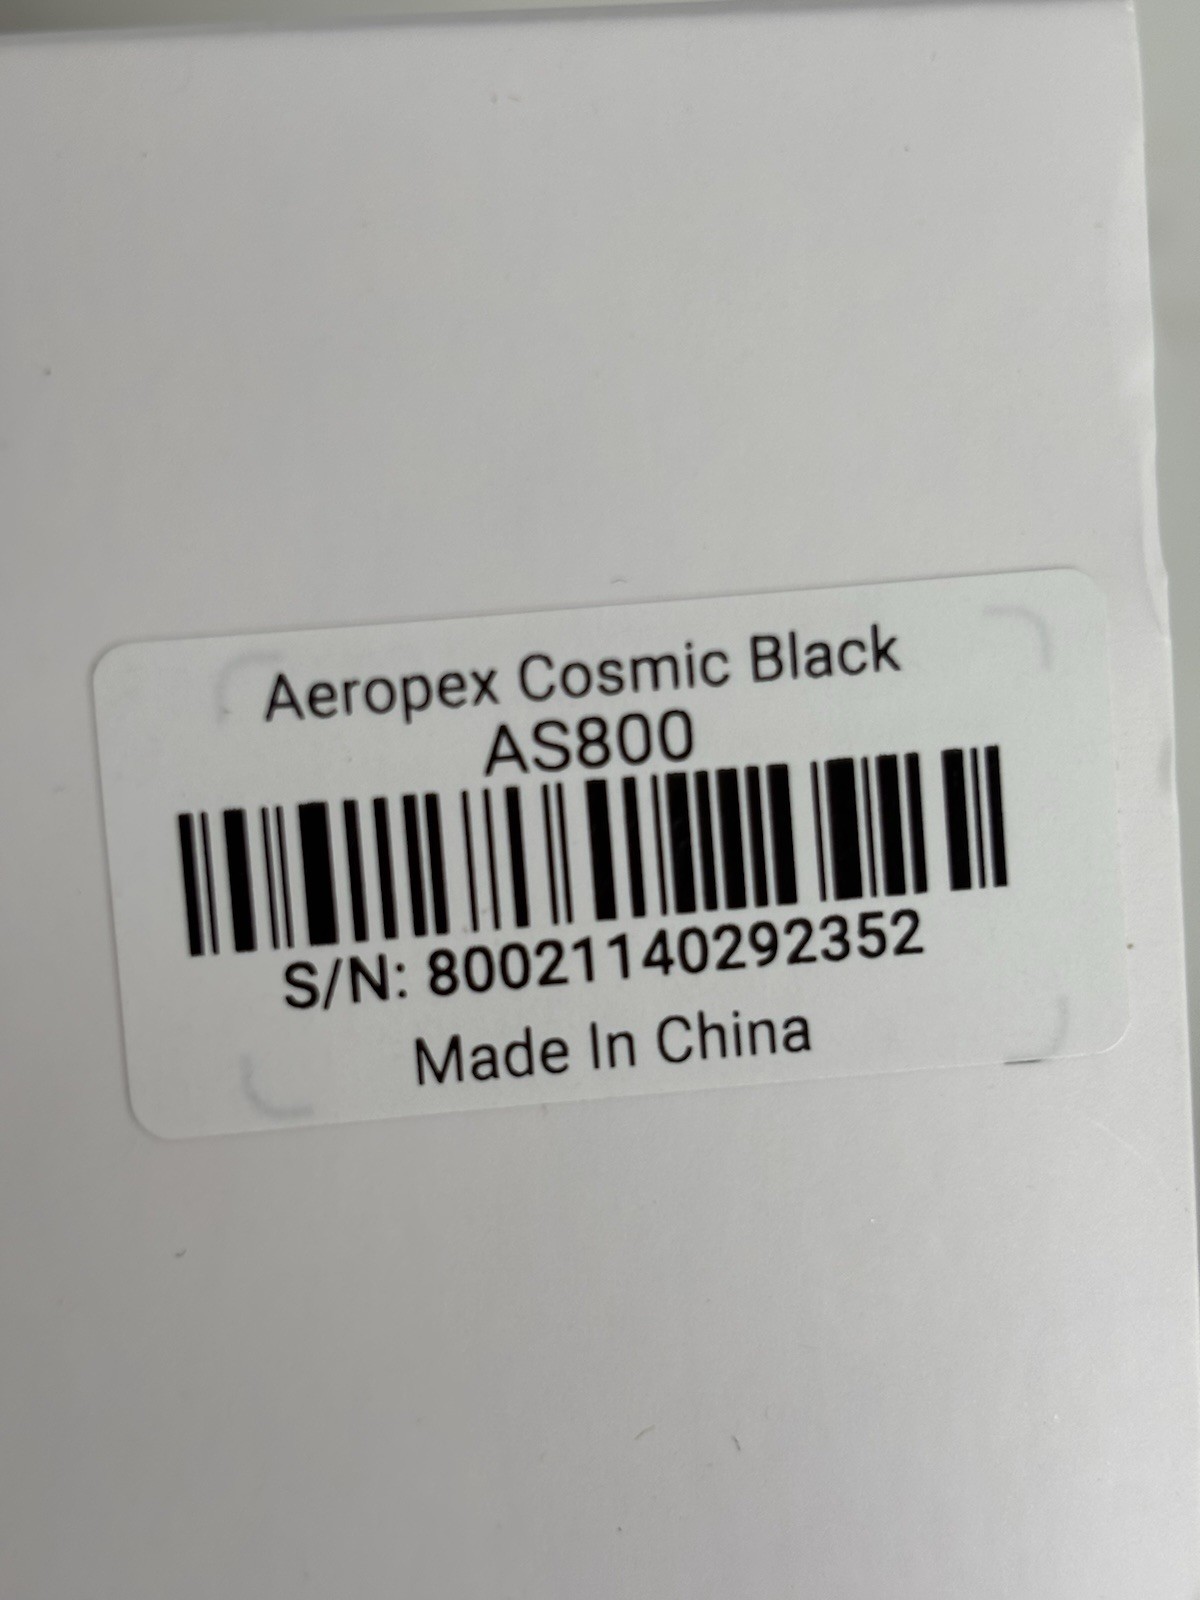 Aeropex Cosmic Black
AS800
S/N: 80021140292352
Made In China